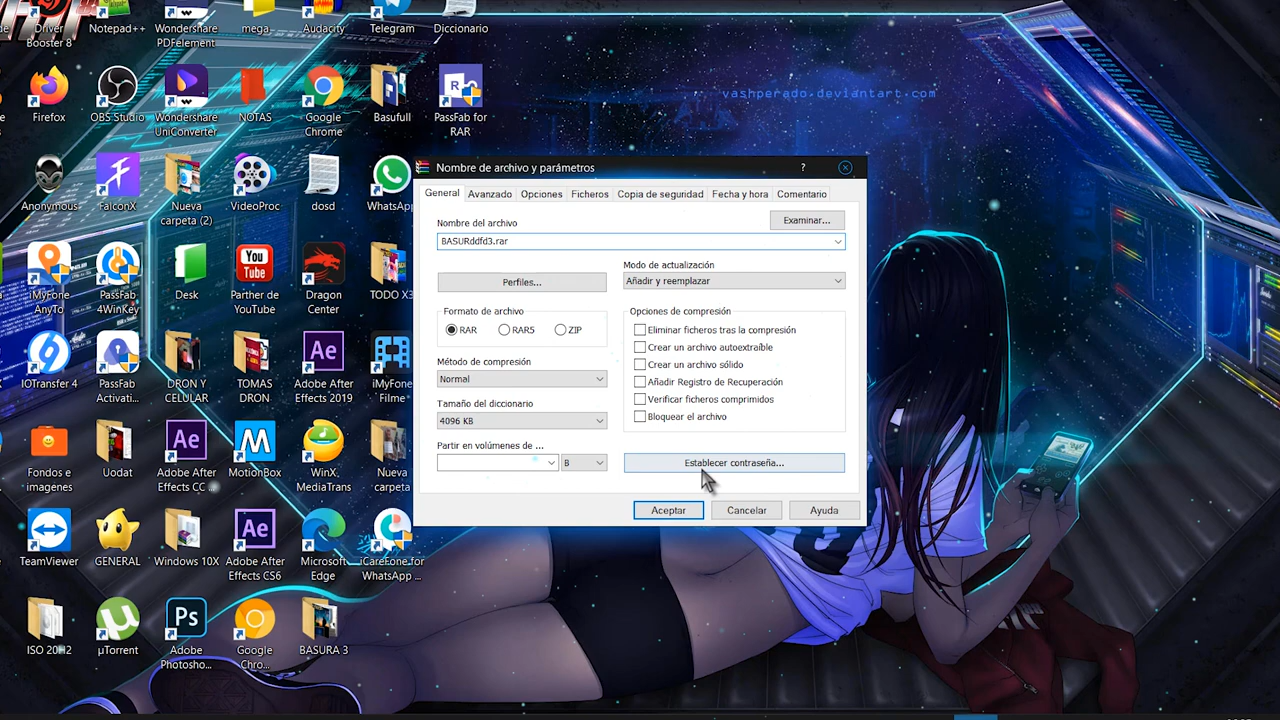 Driver
Booster 8
Notepad++
Wondershare
PDFelement
mega
Audacity
Telegram
Diccionario
vashperado.deviantart.com
Firefox
OBS Studio
Wondershare
UniConverter
NOTAS
Google
Chrome
Basufull
PassFab for
RAR
Anonymous
FalconX
Nueva
carpeta (2)
VideoProc
dosd
WhatsApp
iMyFone
AnyTo
PassFab
4WinKey
Desk
You
Tube
Parther de
YouTube
Dragon
Center
TODO X3
IOTransfer 4
PassFab
Activati...
DRON Y
CELULAR
TOMAS
DRON
Ae
Adobe After
Effects 2019
iMyFone
Filme
Fondos e
imagenes
Uodat
Ae
Adobe After
Effects CC ...
MotionBox
WinX
MediaTrans
Nueva
carpeta
TeamViewer
GENERAL
Windows 10X
Ae
Adobe After
Effects CS6
Microsoft
Edge
iCareFone for
WhatsApp ...
ISO 20H2
µTorrent
Ps
Adobe
Photosho...
Google
Chro...
BASURA 3
Nombre de archivo y parámetros
?
General Avanzado Opciones Ficheros Copia de seguridad Fecha y hora Comentario
Nombre del archivo
Examinar...
BASURddfd3.rar
Perfiles...
Modo de actualización
Añadir y reemplazar
Formato de archivo
RAR RAR5 ZIP
Método de compresión
Normal
Tamaño del diccionario
4096 KB
Partir en volúmenes de ...
B
Opciones de compresión
Eliminar ficheros tras la compresión
Crear un archivo autoextraíble
Crear un archivo sólido
Añadir Registro de Recuperación
Verificar ficheros comprimidos
Bloquear el archivo
Establecer contraseña...
Aceptar Cancelar Ayuda